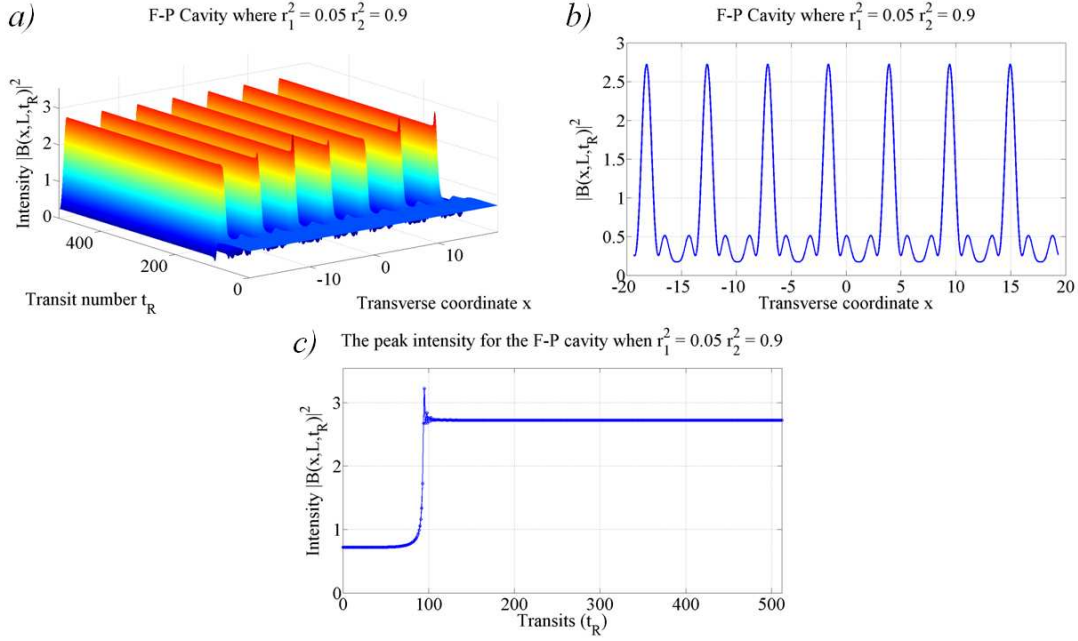 a)
F-P Cavity where r₁² = 0.05 r₂² = 0.9
Intensity |B(x,L,t_R)|²
3
2
1
0
400
200
0
-10
0
10
Transit number t_R
Transverse coordinate x
b)
F-P Cavity where r₁² = 0.05 r₂² = 0.9
|B(x,L,t_R)|²
3
2.5
2
1.5
1
0.5
0
-20
-15
-10
-5
0
5
10
15
20
Transverse coordinate x
c)
The peak intensity for the F-P cavity when r₁² = 0.05 r₂² = 0.9
Intensity |B(x,L,t_R)|²
3
2
1
0
0
100
200
300
400
500
Transits (t_R)